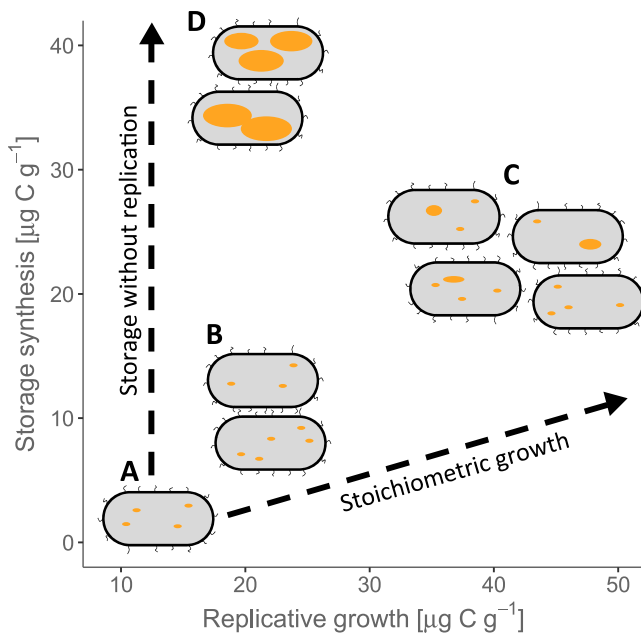 D
C
B
A
Storage without replication
Stoichiometric growth
Storage synthesis [µg C g⁻¹]
40
30
20
10
0
10 20 30 40 50
Replicative growth [µg C g⁻¹]